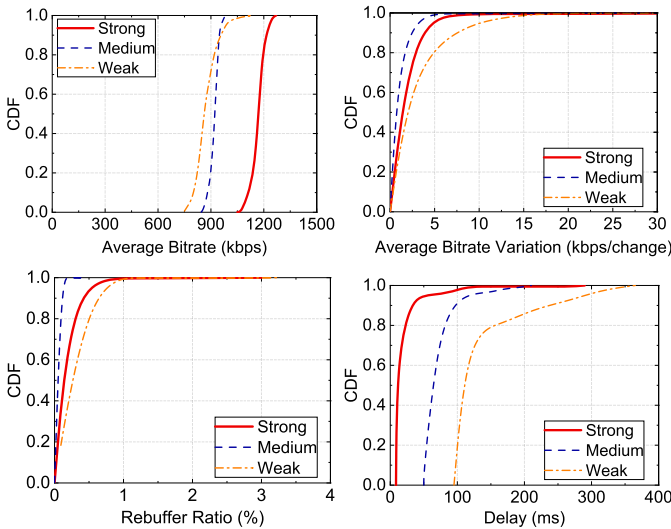 1.0
0.8
0.6
0.4
0.2
0.0
CDF
Strong
Medium
Weak
0 300 600 900 1200 1500
Average Bitrate (kbps)
1.0
0.8
0.6
0.4
0.2
0.0
CDF
Strong
Medium
Weak
0 5 10 15 20 25 30
Average Bitrate Variation (kbps/change)
1.0
0.8
0.6
0.4
0.2
0.0
CDF
Strong
Medium
Weak
0 1 2 3 4
Rebuffer Ratio (%)
1.0
0.8
0.6
0.4
0.2
0.0
CDF
Strong
Medium
Weak
0 100 200 300 400
Delay (ms)